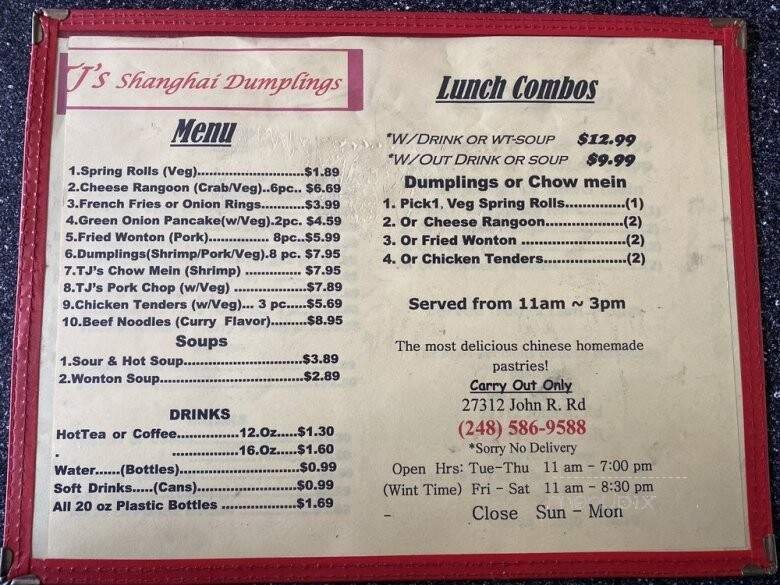 TJ's Shanghai Dumplings
Menu
1.Spring Rolls (Veg)............................$1.89
2.Cheese Rangoon (Crab/Veg)..6pc.. $6.69
3.French Fries or Onion Rings...........$3.99
4.Green Onion Pancake(w/Veg).2pc. $4.59
5.Fried Wonton (Pork)................ 8pc..$5.99
6.Dumplings(Shrimp/Pork/Veg).8 pc. $7.95
7.TJ's Chow Mein (Shrimp) .............. $7.95
8.TJ's Pork Chop (w/Veg) ..................$7.89
9.Chicken Tenders (w/Veg)... 3 pc.....$5.69
10.Beef Noodles (Curry Flavor).........$8.95
Soups
1.Sour & Hot Soup...............................$3.89
2.Wonton Soup.....................................$2.89
DRINKS
HotTea or Coffee................12.Oz.....$1.30
. .................16.Oz.....$1.60
Water......(Bottles)...............................$0.99
Soft Drinks.....(Cans)..........................$0.99
All 20 oz Plastic Bottles ...................$1.69
Lunch Combos
*W/Drink or wt-soup $12.99
*W/Out Drink or soup $9.99
Dumplings or Chow mein
1. Pick1, Veg Spring Rolls.............(1)
2. Or Cheese Rangoon.................(2)
3. Or Fried Wonton .......................(2)
4. Or Chicken Tenders..................(2)
Served from 11am ~ 3pm
The most delicious chinese homemade
pastries!
Carry Out Only
27312 John R. Rd
(248) 586-9588
*Sorry No Delivery
Open Hrs: Tue-Thu 11 am - 7:00 pm
(Wint Time) Fri - Sat 11 am - 8:30 pm
- Close Sun - Mon